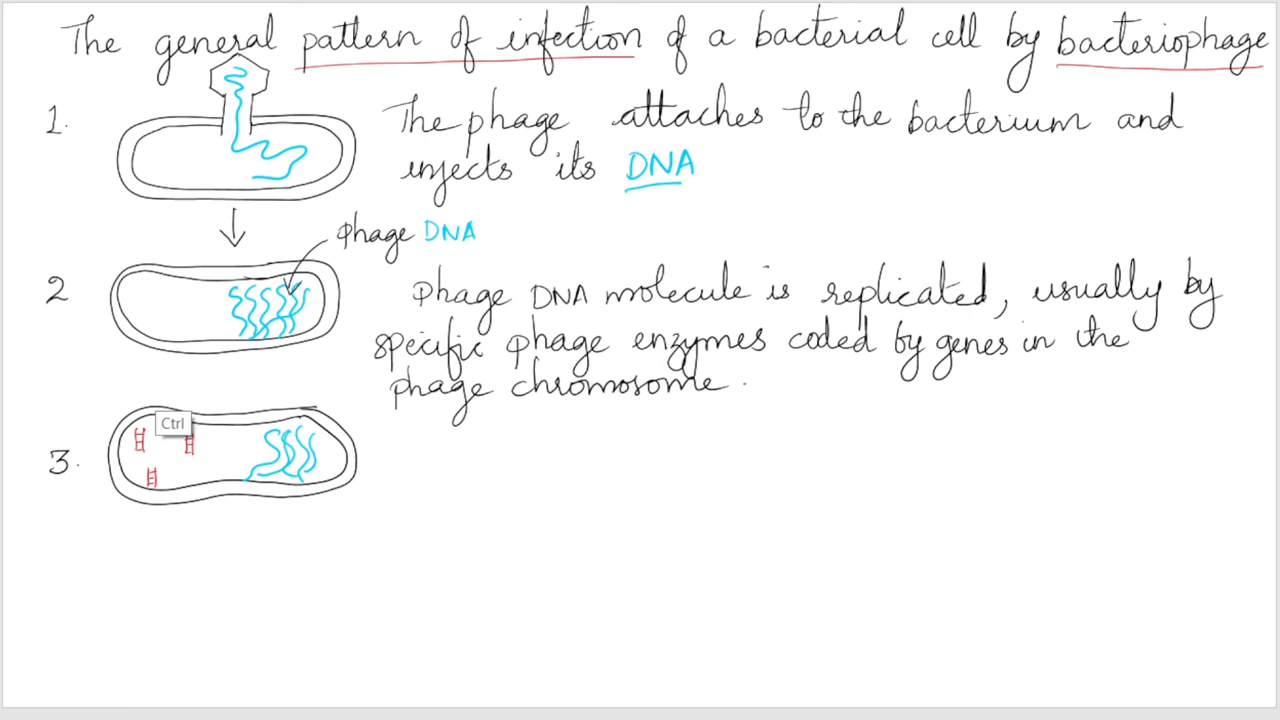 The general pattern of infection of a bacterial cell by bacteriophage
1.
The phage attaches to the bacterium and
injects its DNA
phage DNA
2
phage DNA molecule is replicated, usually by
specific phage enzymes coded by genes in the
phage chromosome.
Ctrl
3.